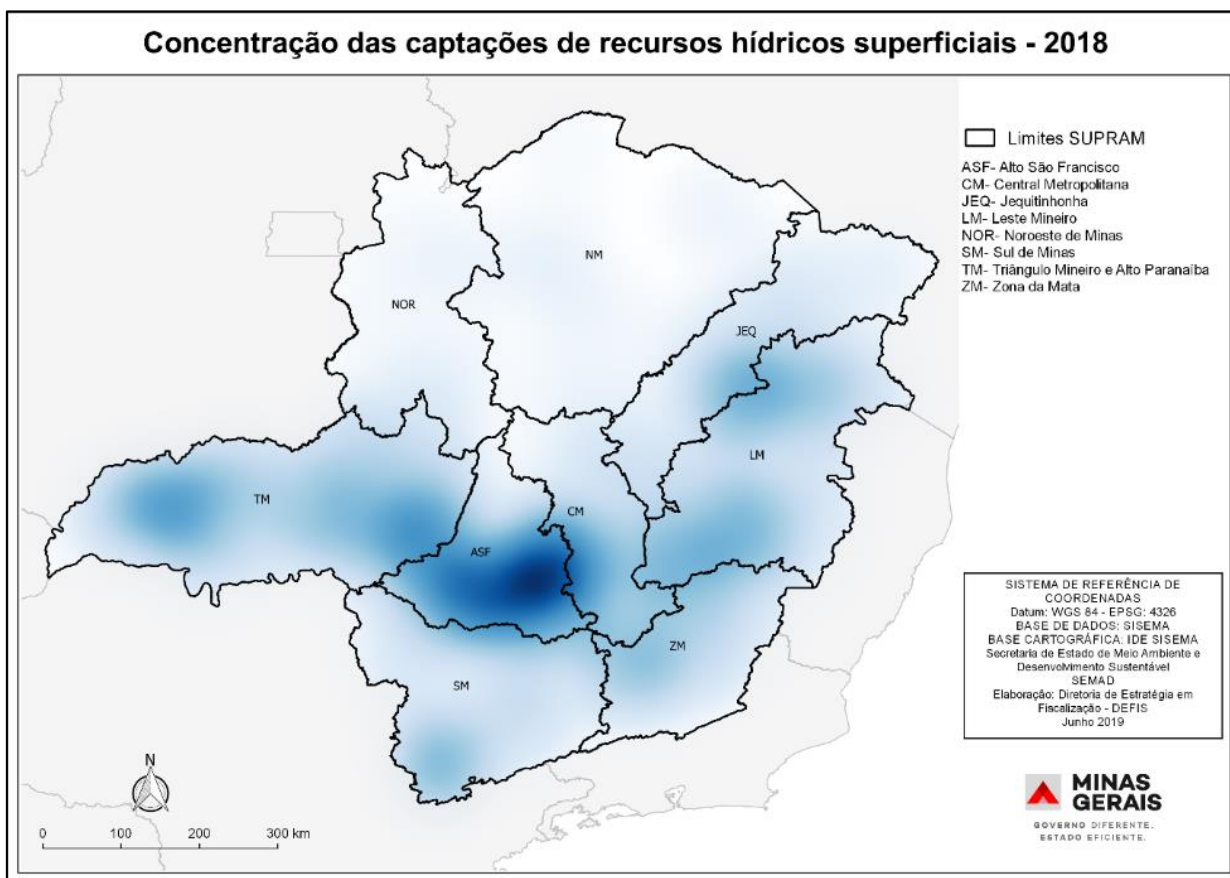 Concentração das captações de recursos hídricos superficiais - 2018
Limites SUPRAM
ASF- Alto São Francisco
CM- Central Metropolitana
JEQ- Jequitinhonha
LM- Leste Mineiro
NOR- Noroeste de Minas
SM- Sul de Minas
TM- Triângulo Mineiro e Alto Paranaíba
ZM- Zona da Mata
NM
NOR
JEQ
LM
TM
CM
ASF
ZM
SM
N
0 100 200 300 km
SISTEMA DE REFERÊNCIA DE
COORDENADAS
Datum: WGS 84 - EPSG: 4326
BASE DE DADOS: SISEMA
BASE CARTOGRÁFICA: IDE SISEMA
Secretaria de Estado de Meio Ambiente e
Desenvolvimento Sustentável
SEMAD
Elaboração: Diretoria de Estratégia em
Fiscalização - DEFIS
Junho 2019
MINAS
GERAIS
GOVERNO DIFERENTE.
ESTADO EFICIENTE.